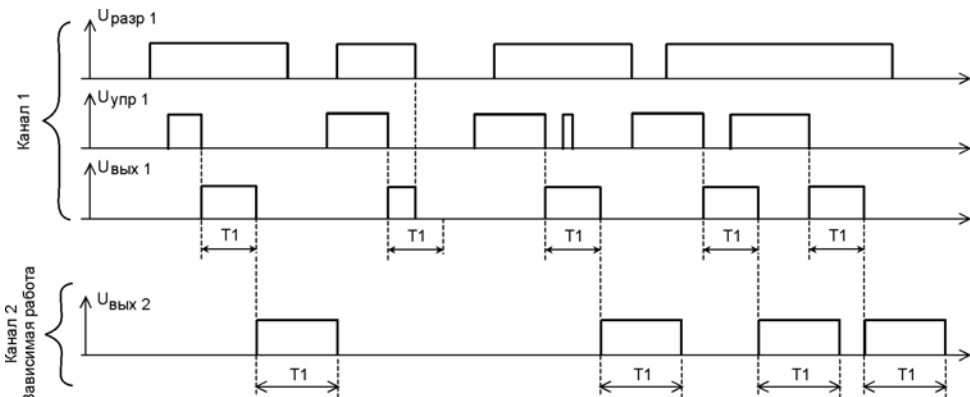 Uразр 1
Uупр 1
Uвых 1
Канал 1
T1 T1 T1 T1 T1
Uвых 2
Канал 2
Зависимая работа
T1 T1 T1 T1